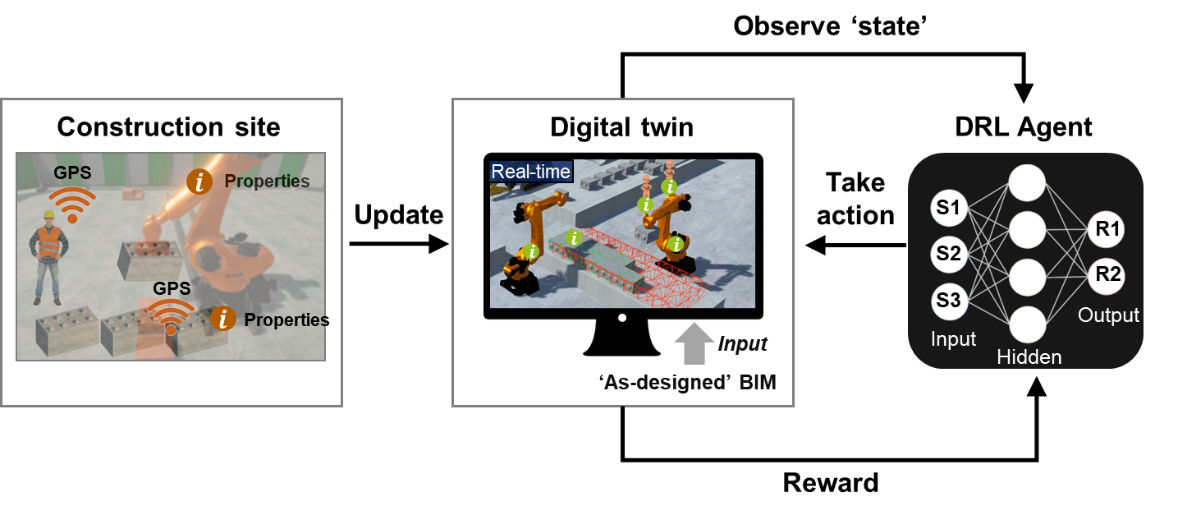 Observe ‘state’
Construction site
GPS
i Properties
GPS
i Properties
Update
Digital twin
Real-time
i
i
i
i
i
Input
‘As-designed’ BIM
Take
action
DRL Agent
S1
S2
S3
R1
R2
Input
Hidden
Output
Reward